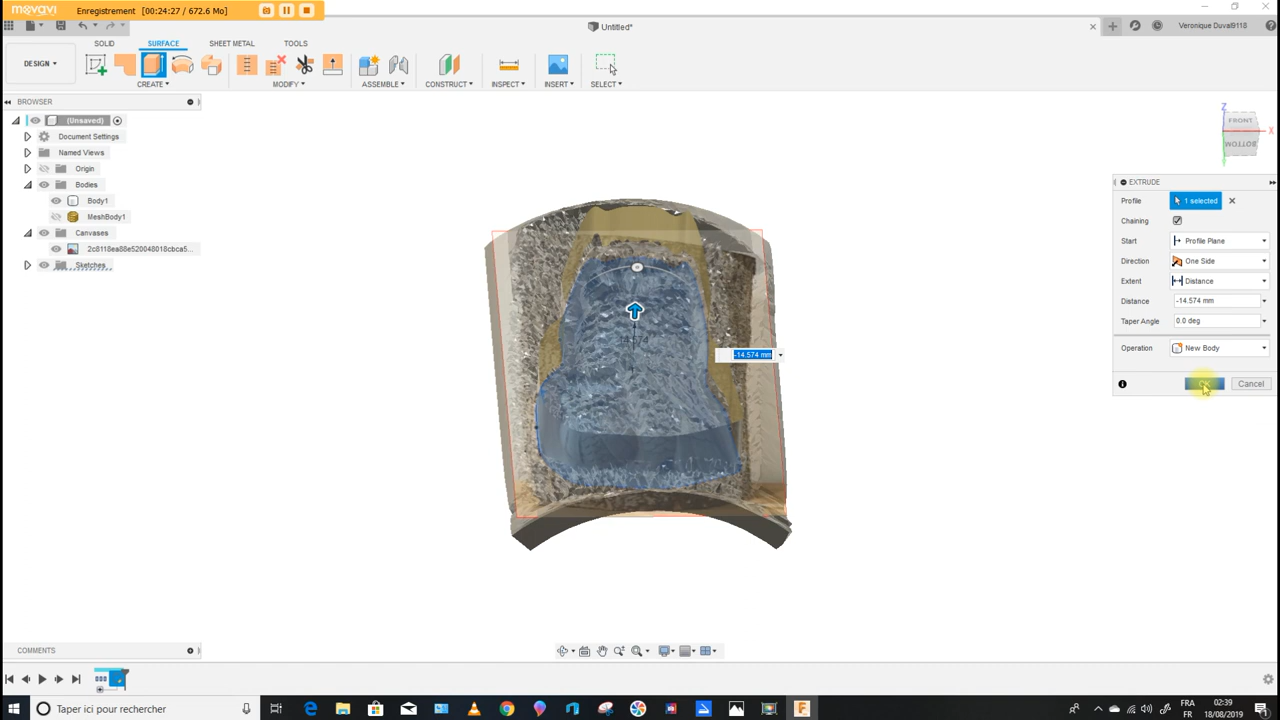 movavi Enregistrement [00:24:27 / 672.6 Mo]
Untitled*
Veronique Duval9118
SOLID SURFACE SHEET METAL TOOLS
DESIGN
CREATE MODIFY ASSEMBLE CONSTRUCT INSPECT INSERT SELECT
BROWSER
(Unsaved)
Document Settings
Named Views
Origin
Bodies
Body1
MeshBody1
Canvases
2c8118ea88e520048018cbca5...
Sketches
Z
FRONT
X
BOTTOM
EXTRUDE
Profile 1 selected
Chaining
Start Profile Plane
Direction One Side
Extent Distance
Distance -14.574 mm
Taper Angle 0.0 deg
Operation New Body
Cancel
14.574
-14.574 mm
COMMENTS
Taper ici pour rechercher
FRA
FR
02:39
18/08/2019